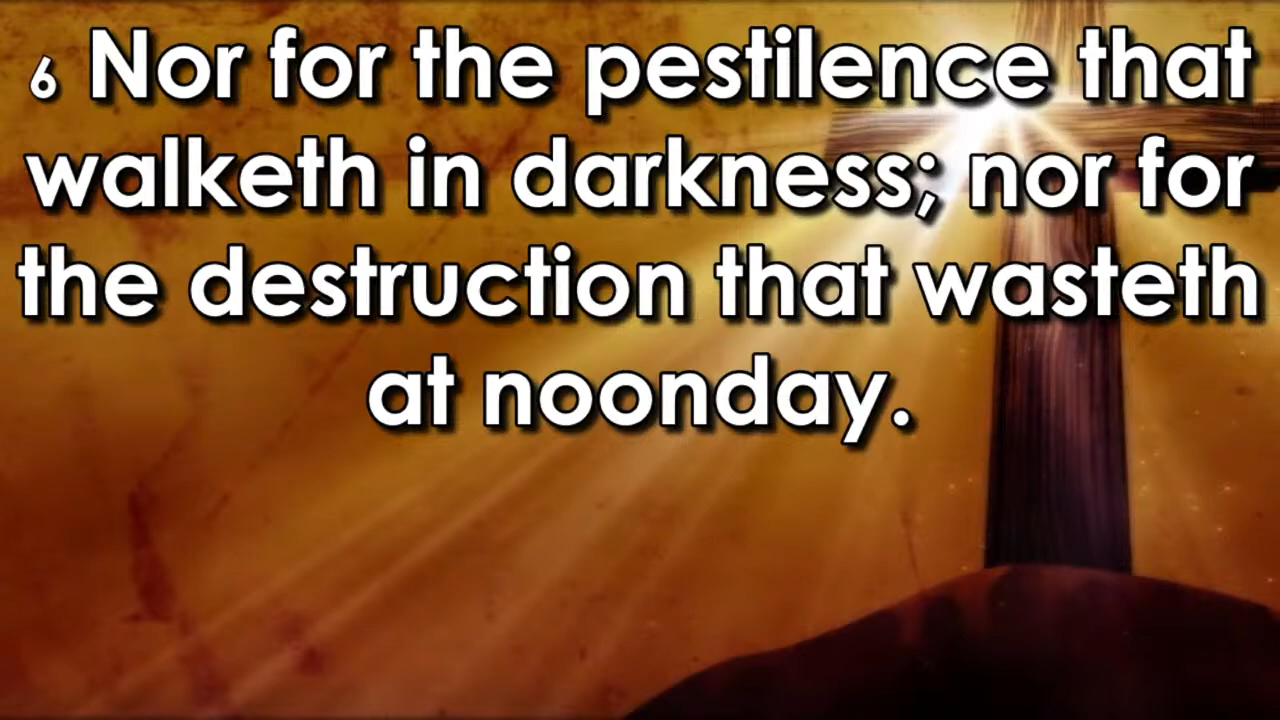 6 Nor for the pestilence that
walketh in darkness; nor for
the destruction that wasteth
at noonday.